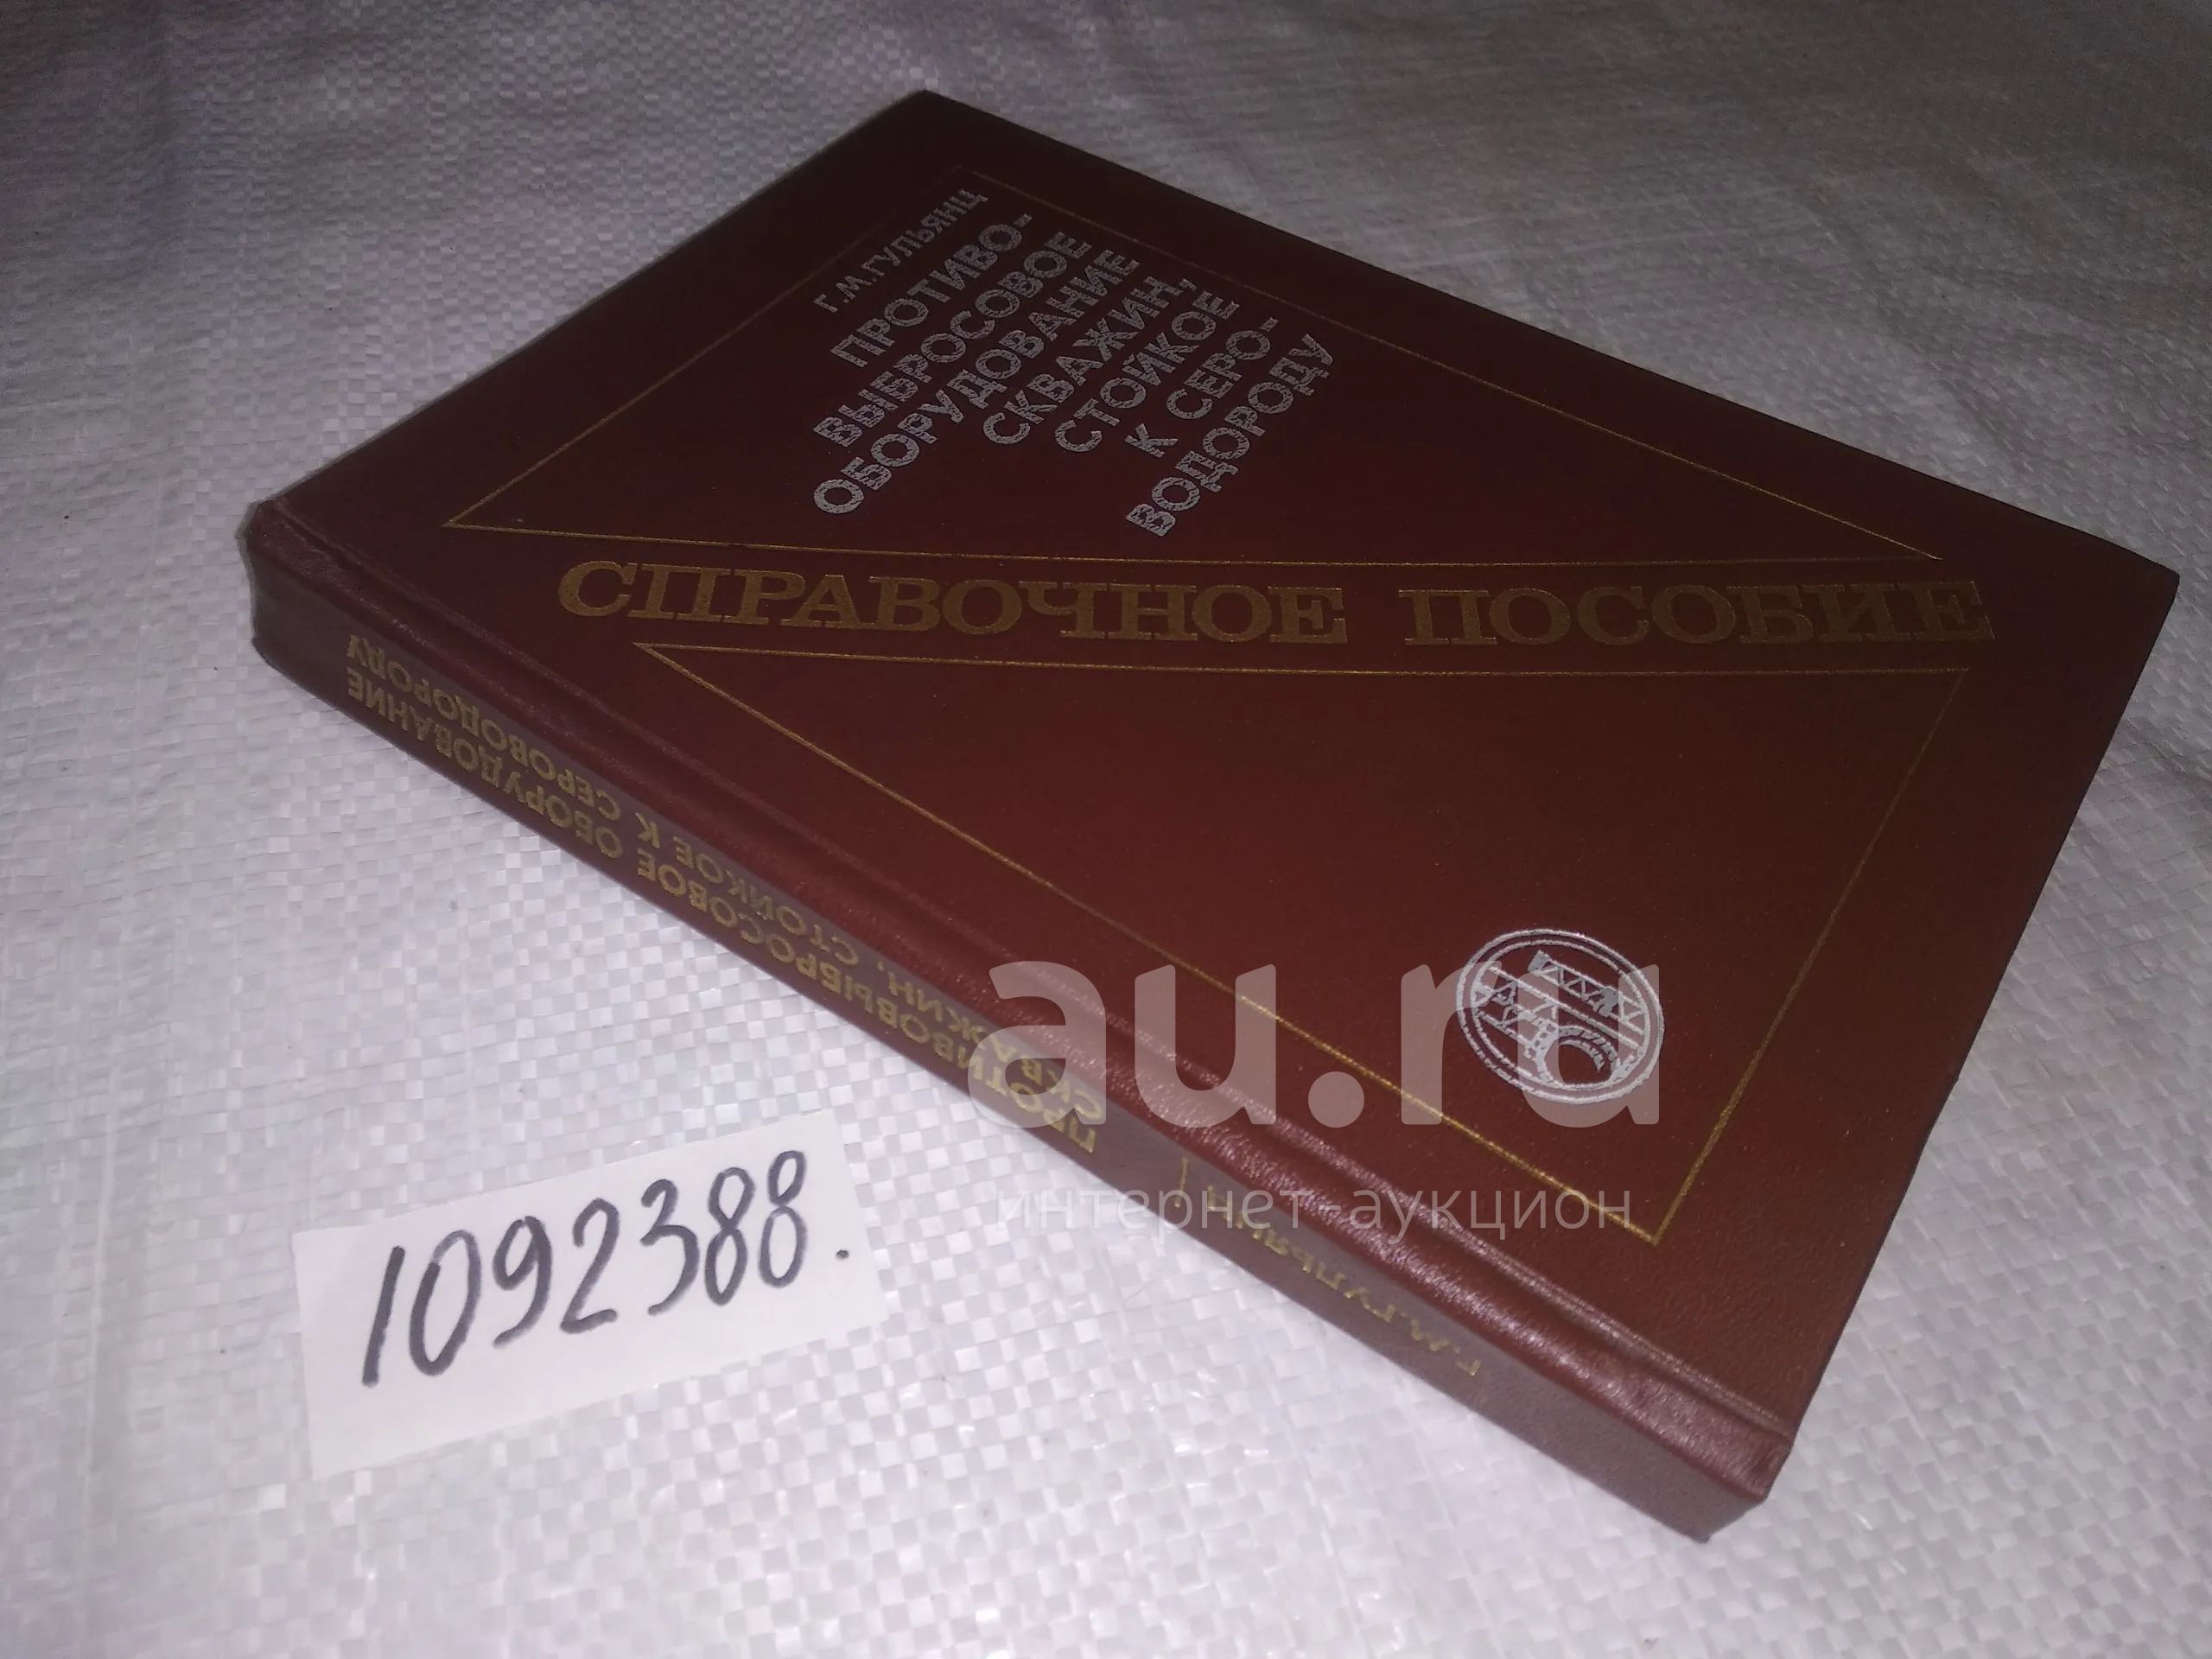 Г.М.ГУЛЬЯНЦ
ПРОТИВО-
ВЫБРОСОВОЕ
ОБОРУДОВАНИЕ
СКВАЖИН,
СТОЙКОЕ
К СЕРО-
ВОДОРОДУ
СПРАВОЧНОЕ ПОСОБИЕ
Г.М.ГУЛЬЯНЦ
ПРОТИВОВЫБРОСОВОЕ ОБОРУДОВАНИЕ
СКВАЖИН, СТОЙКОЕ К СЕРОВОДОРОДУ
1092388.
au.ru
интернет-аукцион